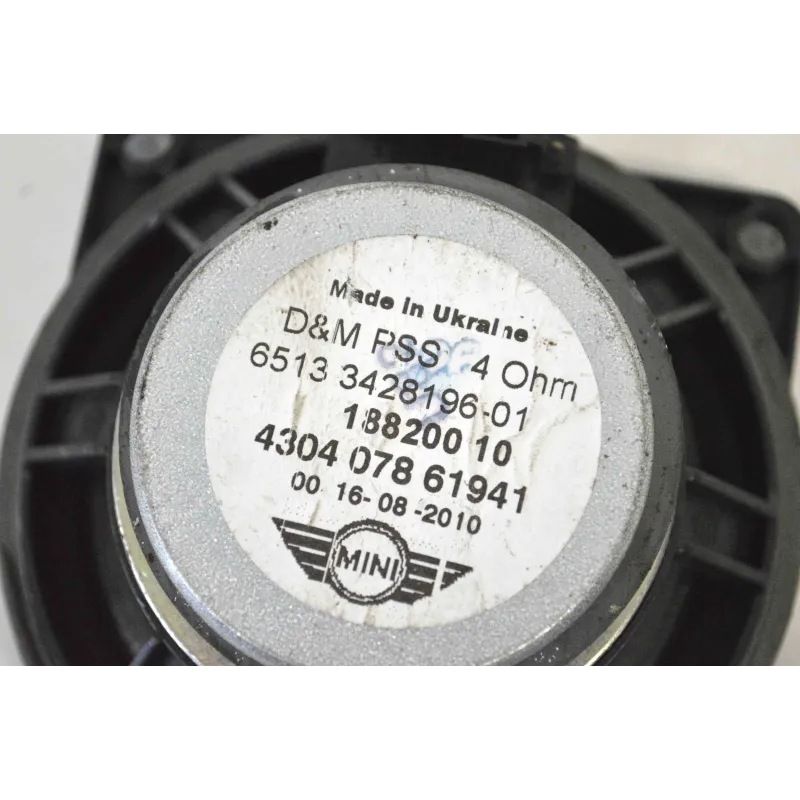 Made in Ukraine
D&M PSS 4 Ohm
6513 3428196-01
188200 10
4304 078 61941
00 16-08-2010
MINI